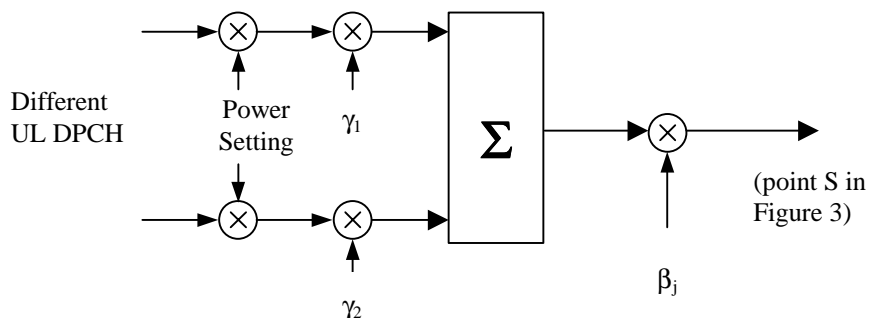 Different
UL DPCH
Power
Setting
γ1
Σ
(point S in
Figure 3)
γ2
βj